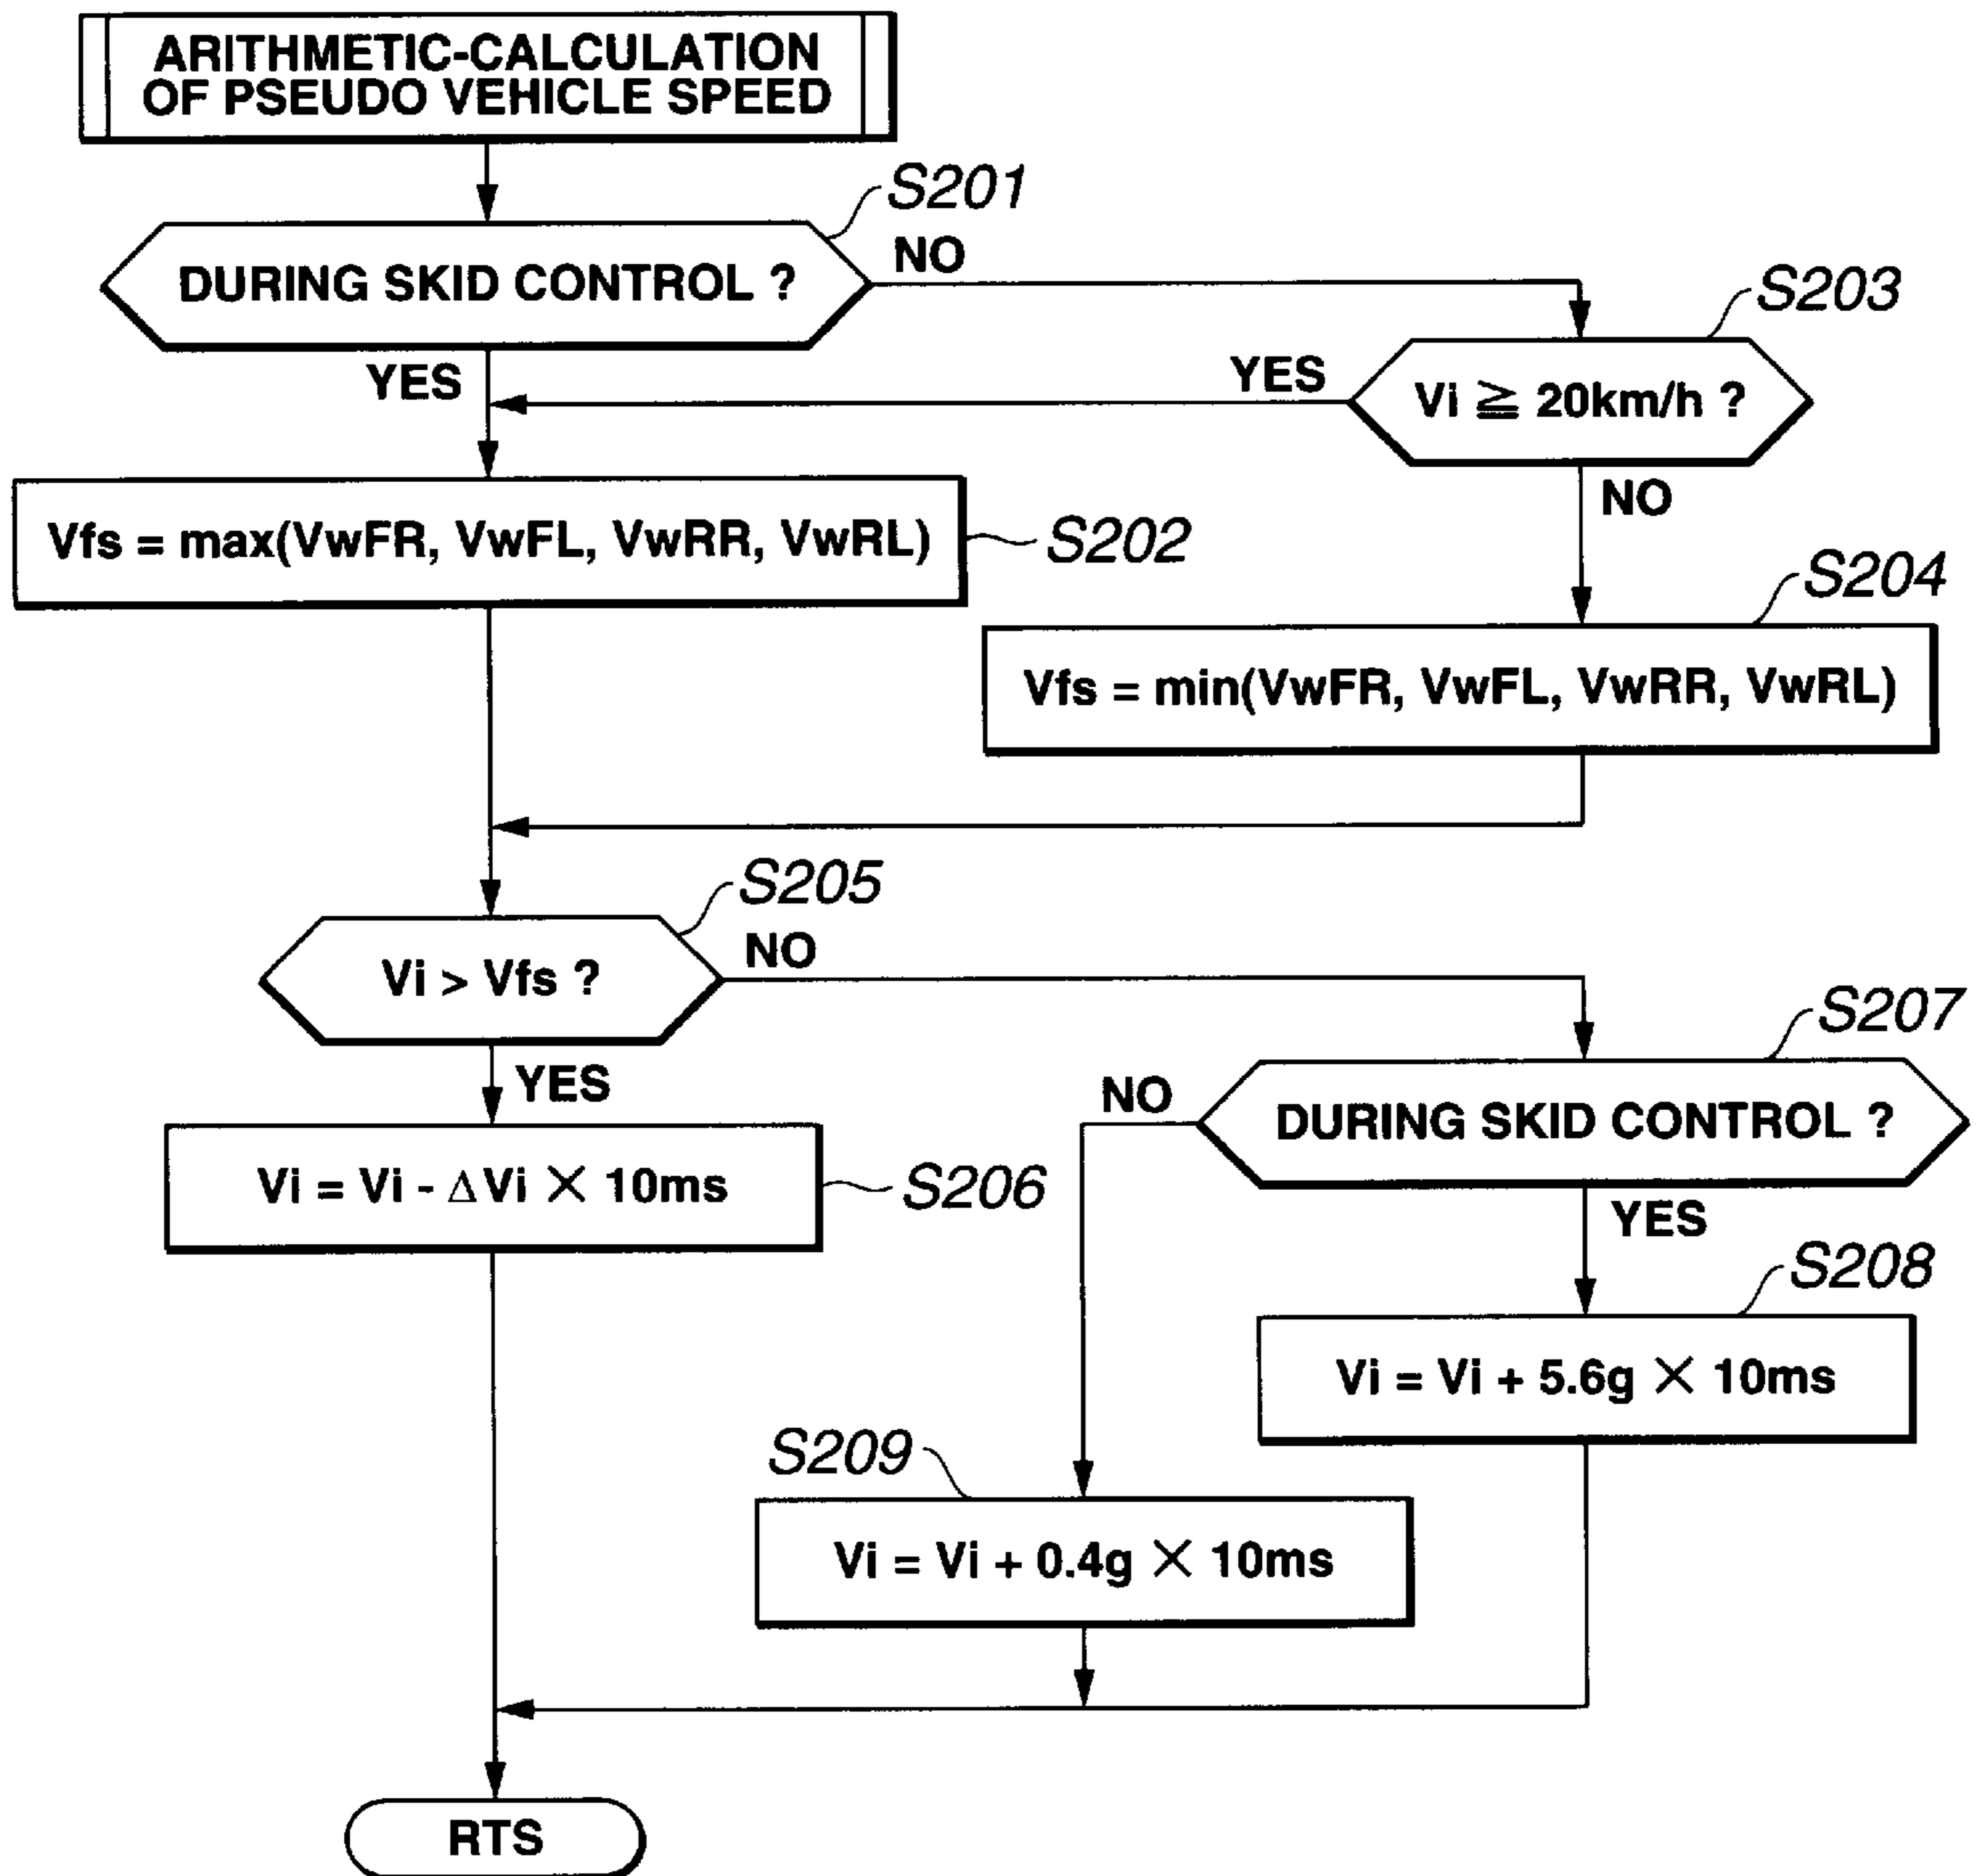 ARITHMETIC-CALCULATION
OF PSEUDO VEHICLE SPEED
S201
DURING SKID CONTROL ?
NO
YES
S203
Vi ≧ 20km/h ?
YES
NO
Vfs = max(VwFR, VwFL, VwRR, VwRL)
S202
S204
Vfs = min(VwFR, VwFL, VwRR, VwRL)
S205
Vi > Vfs ?
NO
YES
S207
DURING SKID CONTROL ?
NO
YES
Vi = Vi - ΔVi × 10ms
S206
S208
Vi = Vi + 5.6g × 10ms
S209
Vi = Vi + 0.4g × 10ms
RTS